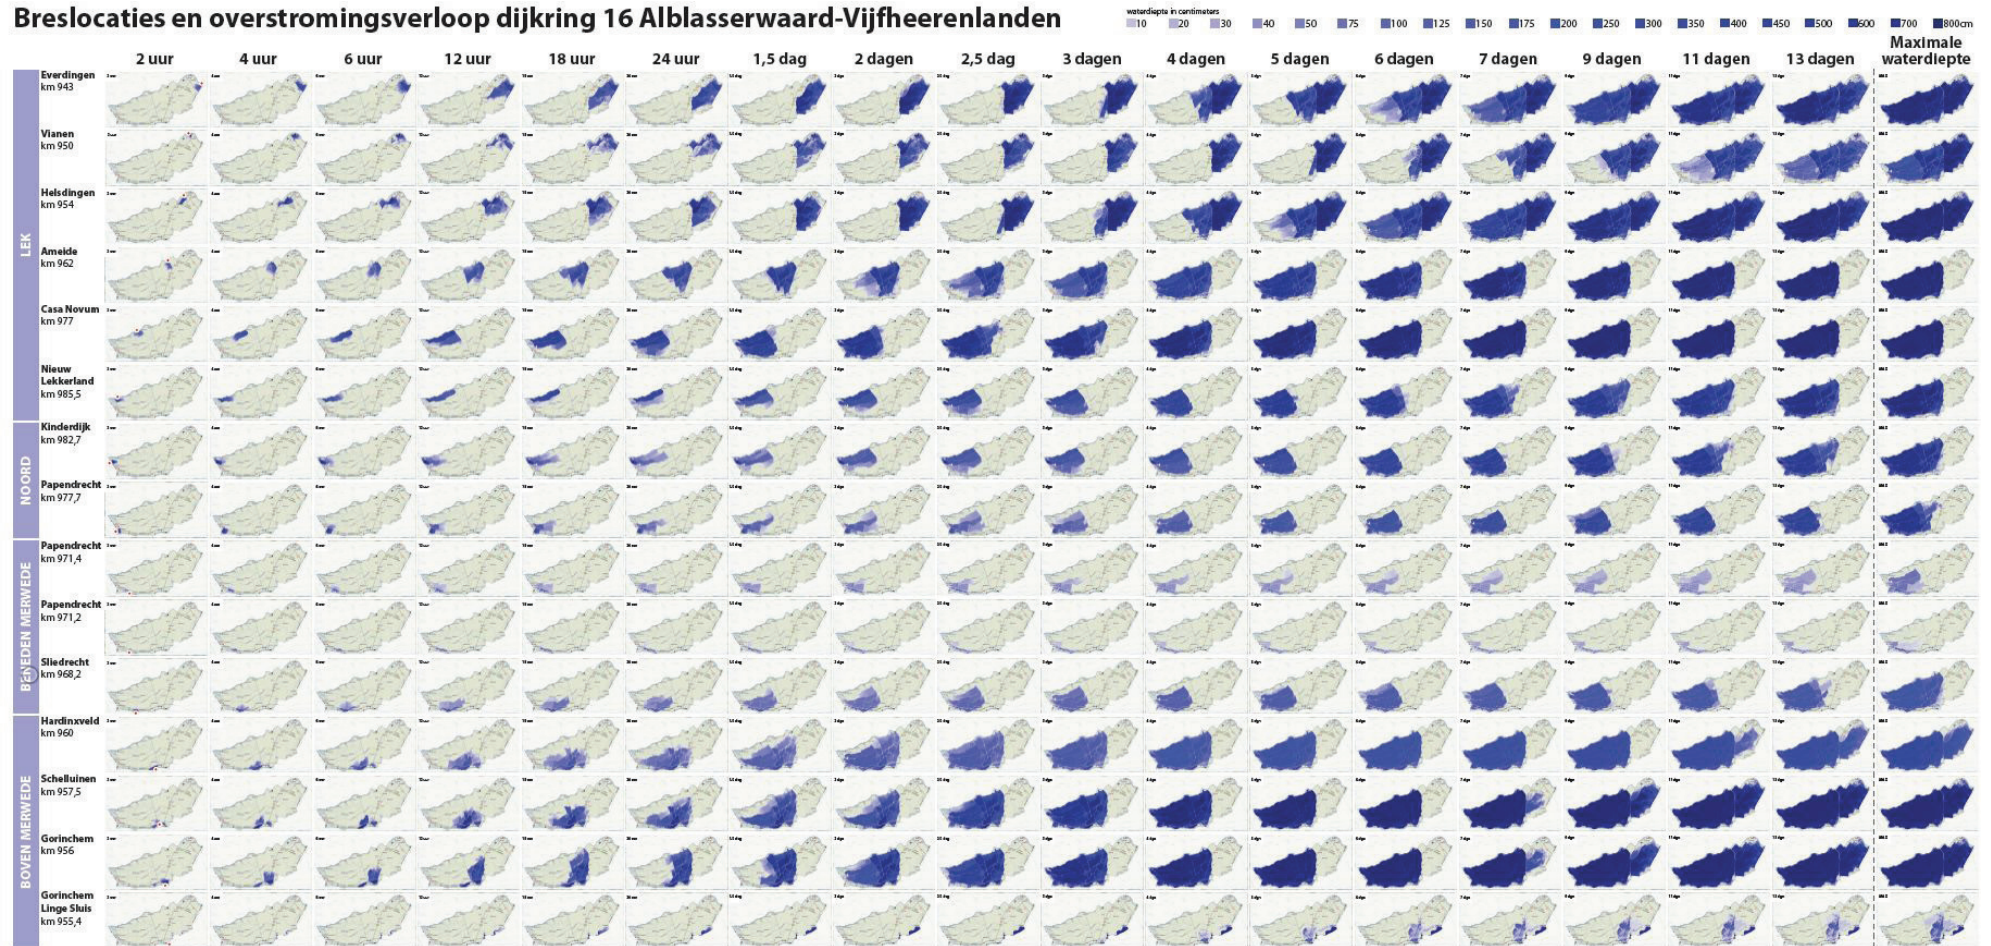 Breslocaties en overstromingsverloop dijkring 16 Alblasserwaard-Vijfheerenlanden
waterdiepte in centimeters
10 20 30 40 50 75 100 125 150 175 200 250 300 350 400 450 500 600 700 800cm
2 uur 4 uur 6 uur 12 uur 18 uur 24 uur 1,5 dag 2 dagen 2,5 dag 3 dagen 4 dagen 5 dagen 6 dagen 7 dagen 9 dagen 11 dagen 13 dagen Maximale
waterdiepte
LEK
Everdingen
km 943
Vianen
km 950
Helsdingen
km 954
Ameide
km 962
Casa Novum
km 977
Nieuw
Lekkerland
km 985,5
NOORD
Kinderdijk
km 982,7
Papendrecht
km 977,7
BENEDEN MERWEDE
Papendrecht
km 971,4
Papendrecht
km 971,2
Sliedrecht
km 968,2
BOVEN MERWEDE
Hardinxveld
km 960
Schelluinen
km 957,5
Gorinchem
km 956
Gorinchem
Linge Sluis
km 955,4